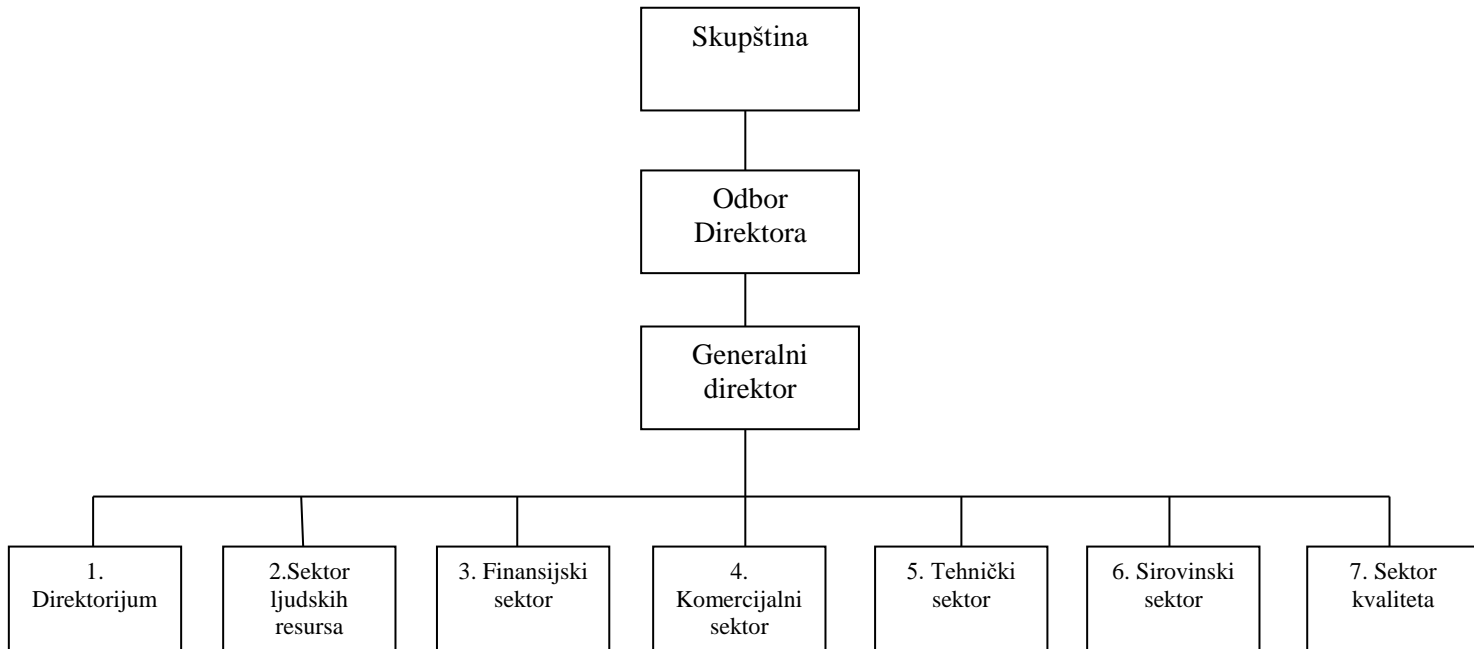 Skupština
Odbor
Direktora
Generalni
direktor
1.
Direktorijum
2.Sektor
ljudskih
resursa
3. Finansijski
sektor
4.
Komercijalni
sektor
5. Tehnički
sektor
6. Sirovinski
sektor
7. Sektor
kvaliteta